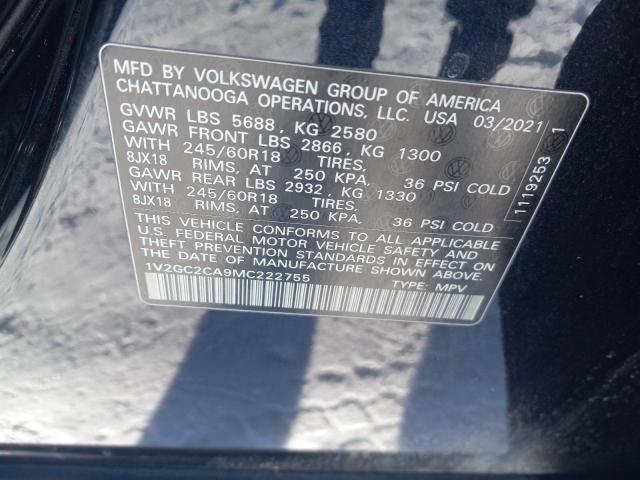 MFD BY VOLKSWAGEN GROUP OF AMERICA
CHATTANOOGA OPERATIONS, LLC. USA 03/2021
GVWR LBS 5688, KG 2580
GAWR FRONT LBS 2866, KG 1300
WITH 245/60R18 TIRES,
8JX18 RIMS, AT 250 KPA, 36 PSI COLD
GAWR REAR LBS 2932, KG 1330
WITH 245/60R18 TIRES,
8JX18 RIMS, AT 250 KPA, 36 PSI COLD
THIS VEHICLE CONFORMS TO ALL APPLICABLE
U.S. FEDERAL MOTOR VEHICLE SAFETY AND
THEFT PREVENTION STANDARDS IN EFFECT ON
THE DATE OF MANUFACTURE SHOWN ABOVE.
1V2GC2CA9MC222755 TYPE: MPV
1119253 1